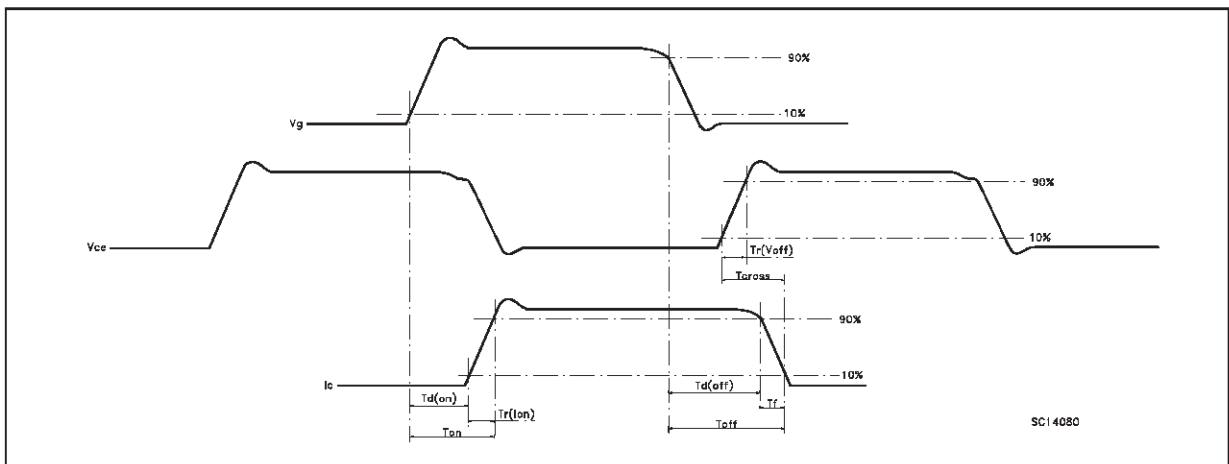 90%
10%
Vg
90%
Vce
10%
Tr(Voff)
Tcross
90%
10%
Ic
Td(on)
Td(off)
Tr(Ion)
Tf
Ton
Toff
SC14080